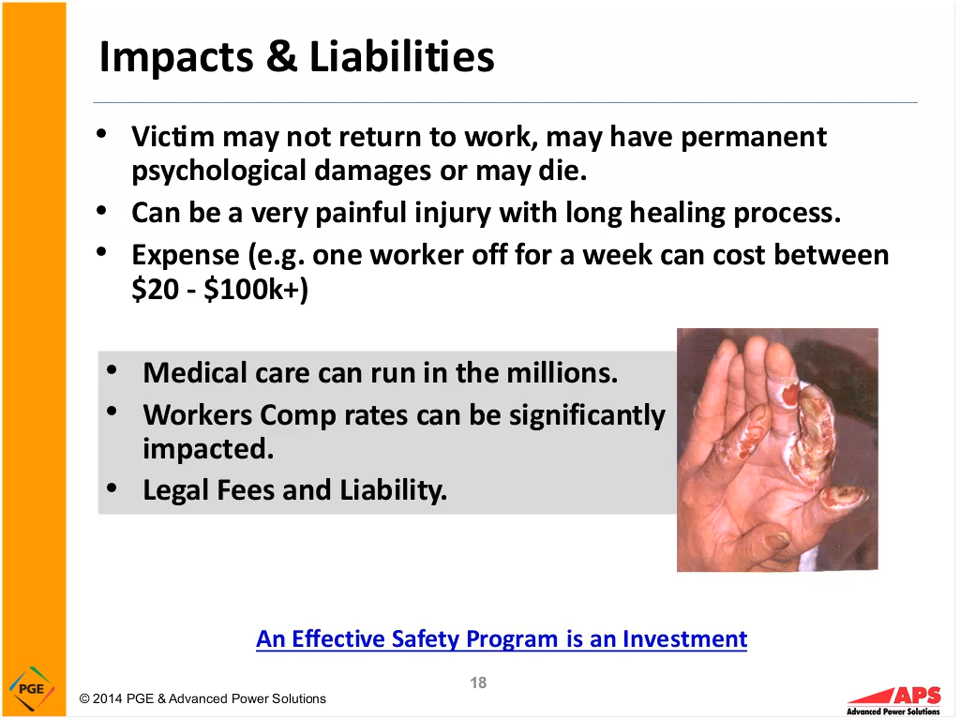 Impacts & Liabilities
• Victim may not return to work, may have permanent
psychological damages or may die.
• Can be a very painful injury with long healing process.
• Expense (e.g. one worker off for a week can cost between
$20 - $100k+)
• Medical care can run in the millions.
• Workers Comp rates can be significantly
impacted.
• Legal Fees and Liability.
An Effective Safety Program is an Investment
18
PGE
© 2014 PGE & Advanced Power Solutions
APS
Advanced Power Solutions